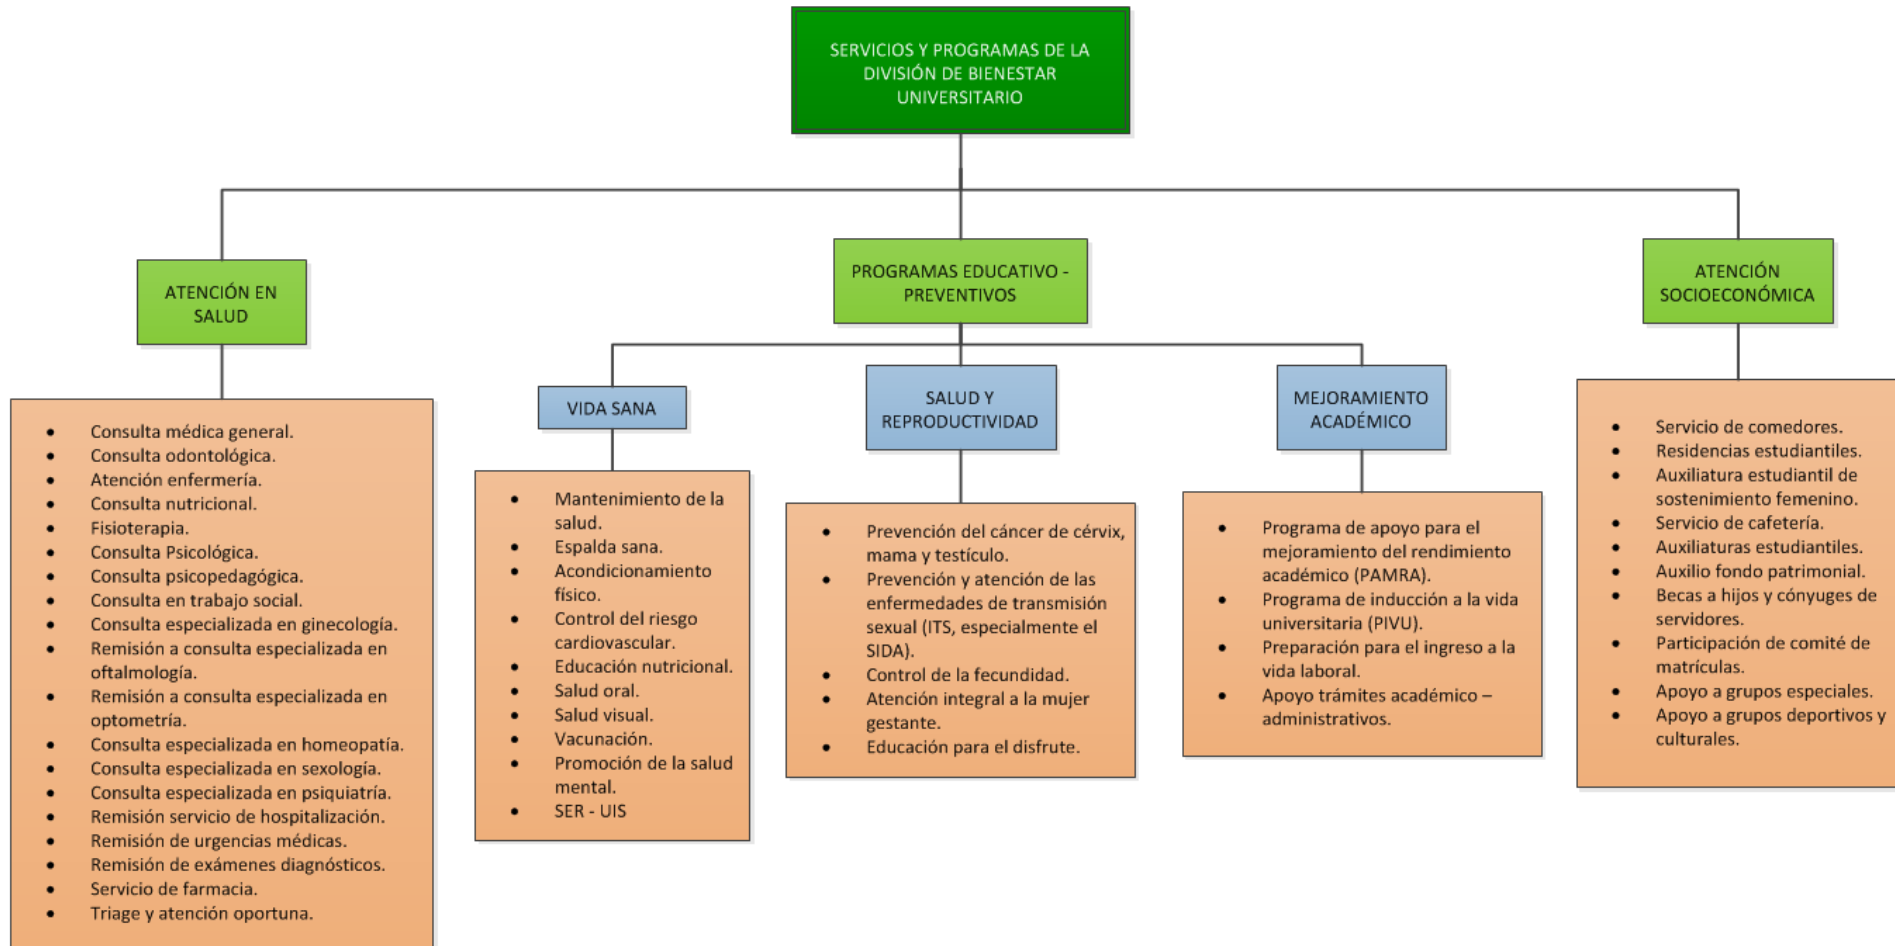 SERVICIOS Y PROGRAMAS DE LA
DIVISIÓN DE BIENESTAR
UNIVERSITARIO
ATENCIÓN EN
SALUD
• Consulta médica general.
• Consulta odontológica.
• Atención enfermería.
• Consulta nutricional.
• Fisioterapia.
• Consulta Psicológica.
• Consulta psicopedagógica.
• Consulta en trabajo social.
• Consulta especializada en ginecología.
• Remisión a consulta especializada en
oftalmología.
• Remisión a consulta especializada en
optometría.
• Consulta especializada en homeopatía.
• Consulta especializada en sexología.
• Consulta especializada en psiquiatría.
• Remisión servicio de hospitalización.
• Remisión de urgencias médicas.
• Remisión de exámenes diagnósticos.
• Servicio de farmacia.
• Triage y atención oportuna.
PROGRAMAS EDUCATIVO -
PREVENTIVOS
VIDA SANA
• Mantenimiento de la
salud.
• Espalda sana.
• Acondicionamiento
físico.
• Control del riesgo
cardiovascular.
• Educación nutricional.
• Salud oral.
• Salud visual.
• Vacunación.
• Promoción de la salud
mental.
• SER - UIS
SALUD Y
REPRODUCTIVIDAD
• Prevención del cáncer de cérvix,
mama y testículo.
• Prevención y atención de las
enfermedades de transmisión
sexual (ITS, especialmente el
SIDA).
• Control de la fecundidad.
• Atención integral a la mujer
gestante.
• Educación para el disfrute.
MEJORAMIENTO
ACADÉMICO
• Programa de apoyo para el
mejoramiento del rendimiento
académico (PAMRA).
• Programa de inducción a la vida
universitaria (PIVU).
• Preparación para el ingreso a la
vida laboral.
• Apoyo trámites académico –
administrativos.
ATENCIÓN
SOCIOECONÓMICA
• Servicio de comedores.
• Residencias estudiantiles.
• Auxiliatura estudiantil de
sostenimiento femenino.
• Servicio de cafetería.
• Auxiliaturas estudiantiles.
• Auxilio fondo patrimonial.
• Becas a hijos y cónyuges de
servidores.
• Participación de comité de
matrículas.
• Apoyo a grupos especiales.
• Apoyo a grupos deportivos y
culturales.